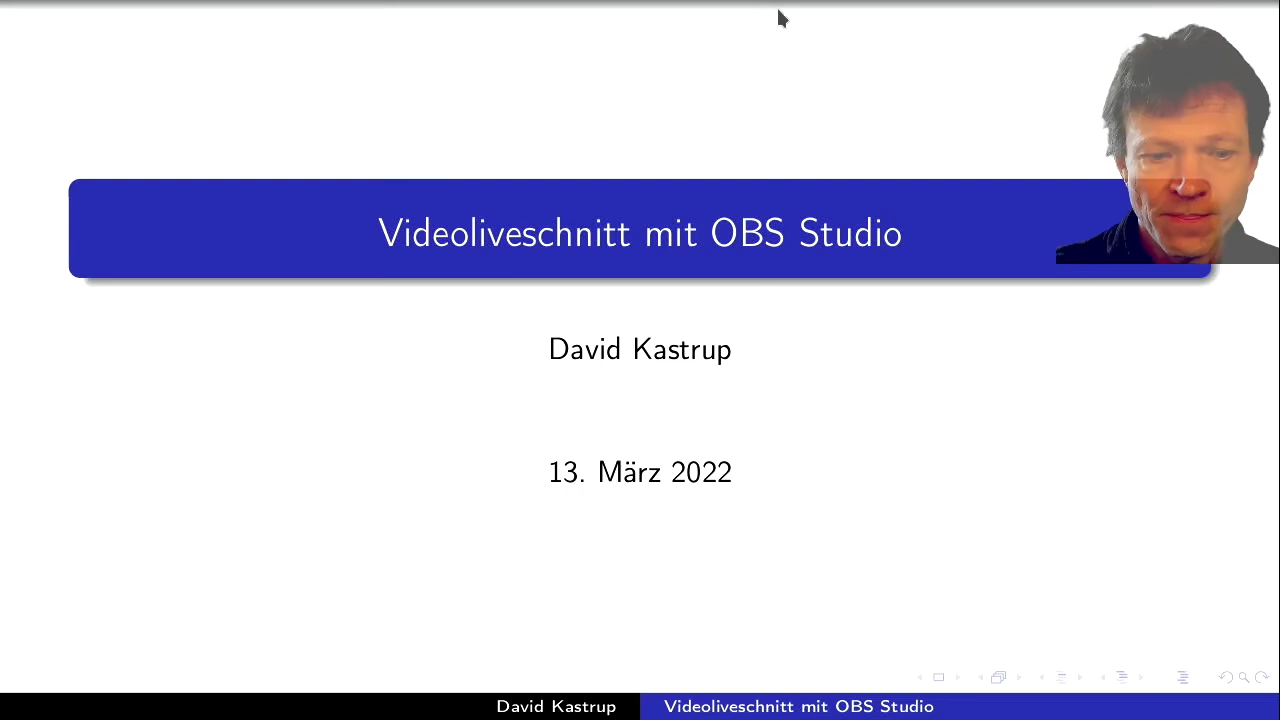 Videoliveschnitt mit OBS Studio
David Kastrup
13. März 2022
David Kastrup
Videoliveschnitt mit OBS Studio